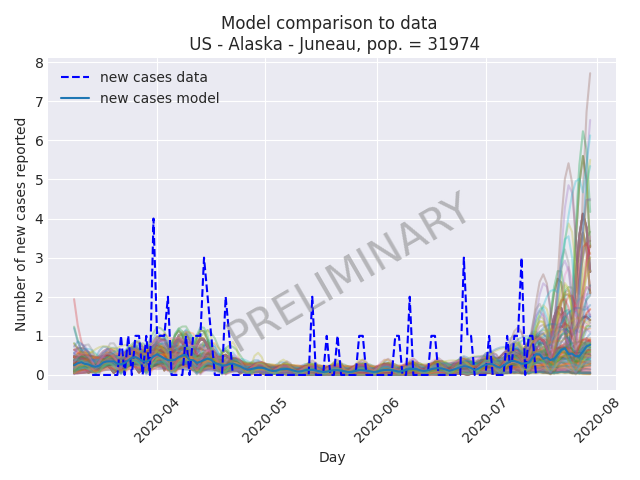 Model comparison to data
US - Alaska - Juneau, pop. = 31974
8
7
6
5
4
3
2
1
0
Number of new cases reported
new cases data
new cases model
PRELIMINARY
2020-04
2020-05
2020-06
2020-07
2020-08
Day